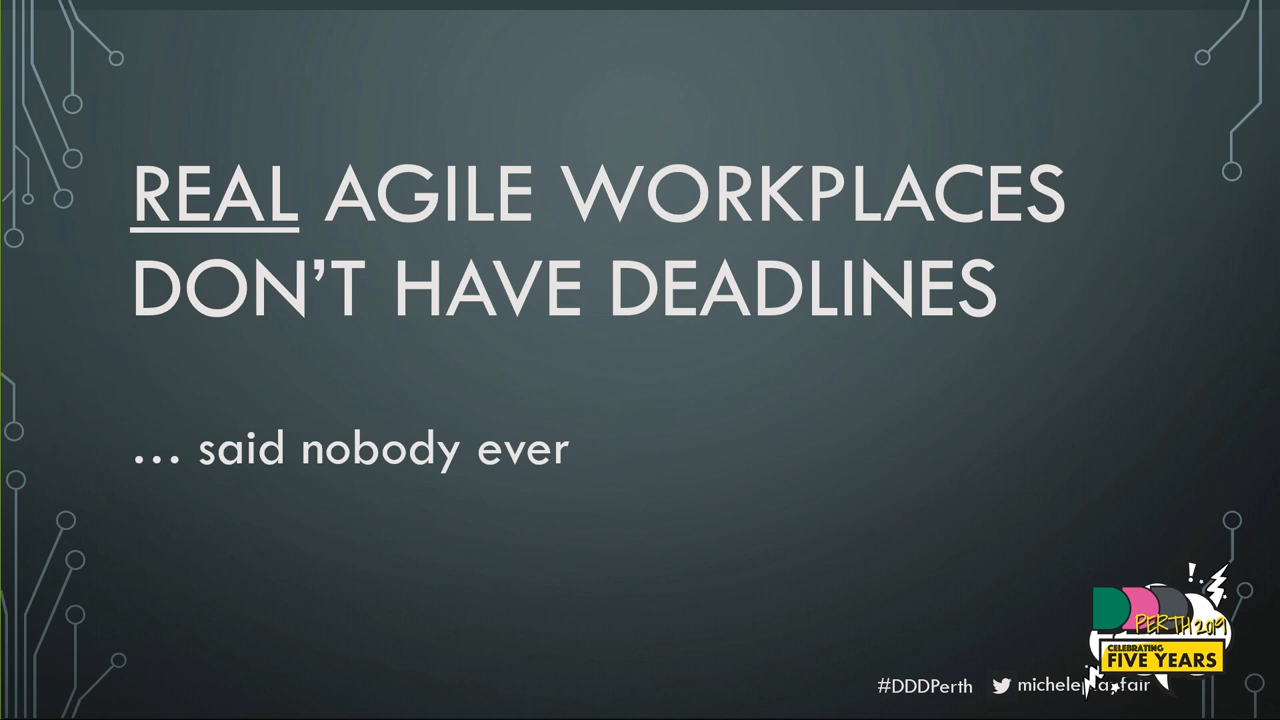 REAL AGILE WORKPLACES
DON'T HAVE DEADLINES
... said nobody ever
PERTH 2019
CELEBRATING
FIVE YEARS
#DDDPerth